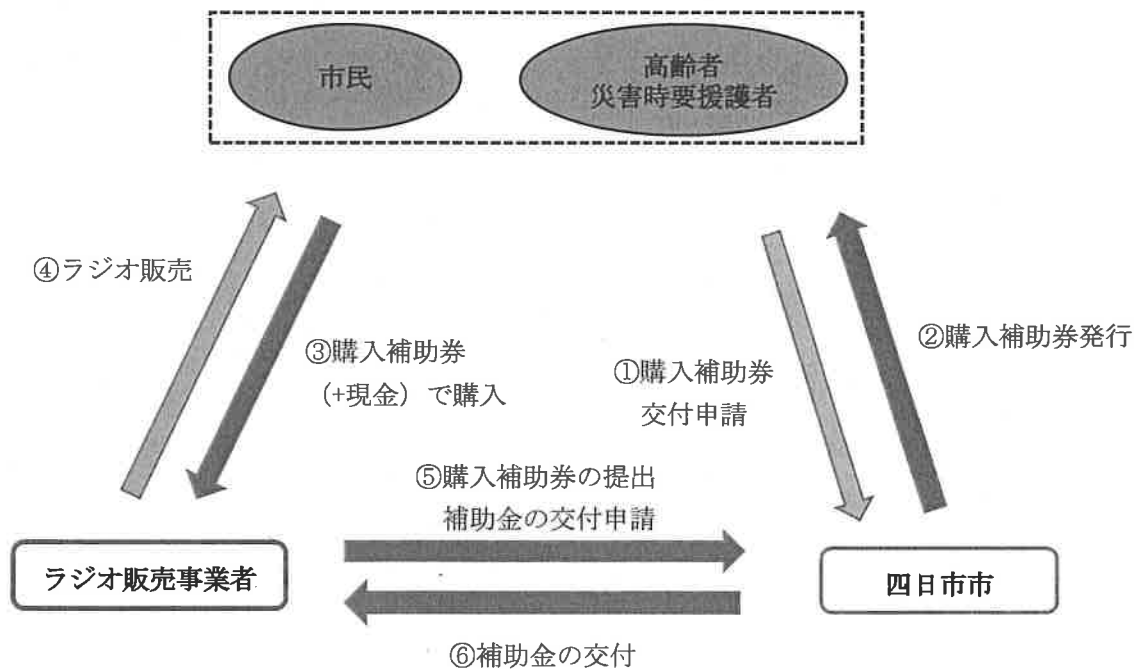 市民
高齢者
災害時要援護者
④ラジオ販売
③購入補助券
（+現金）で購入
①購入補助券
交付申請
②購入補助券発行
⑤購入補助券の提出
補助金の交付申請
ラジオ販売事業者
四日市市
⑥補助金の交付